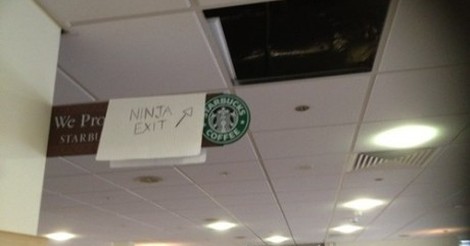 We Pro
STARB
NINJA
EXIT
STARBUCKS
COFFEE